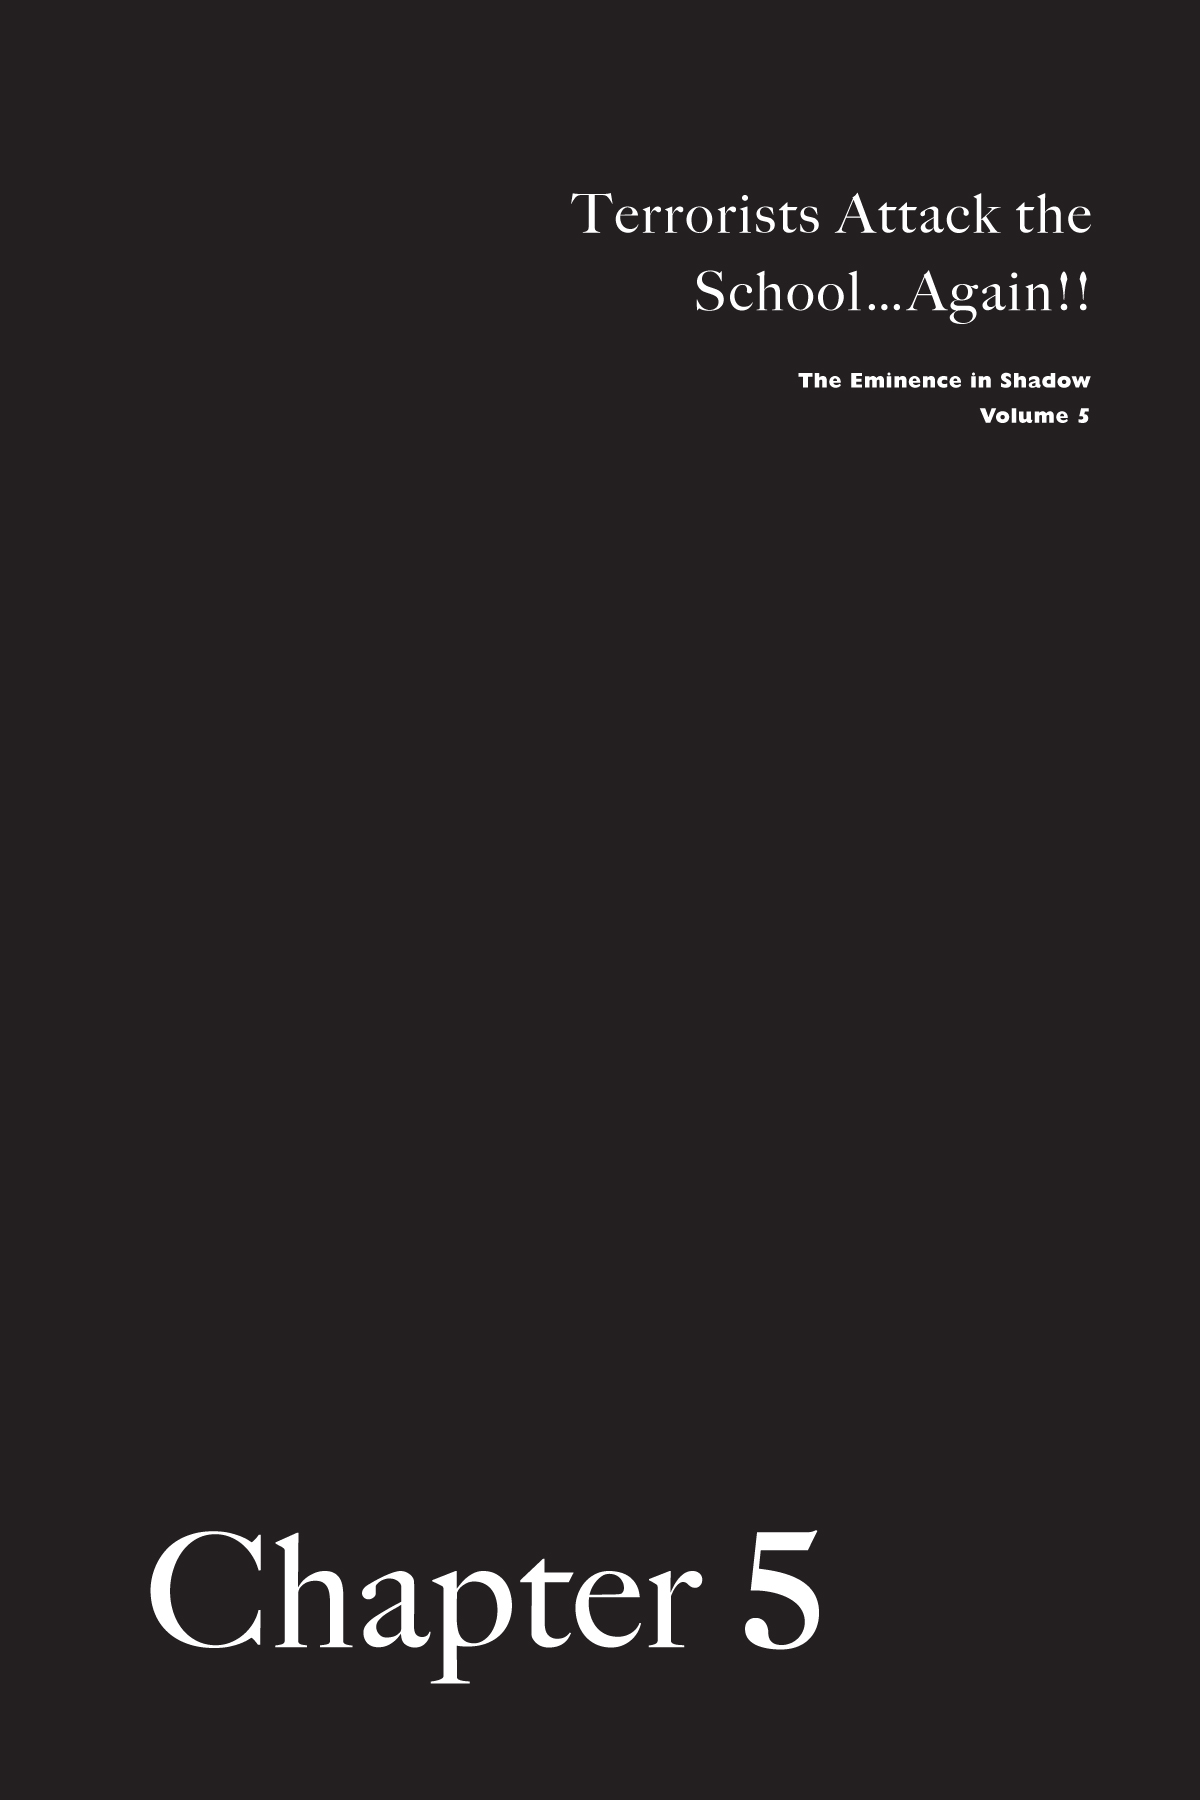 Terrorists Attack the
School...Again!!
The Eminence in Shadow
Volume 5
Chapter 5